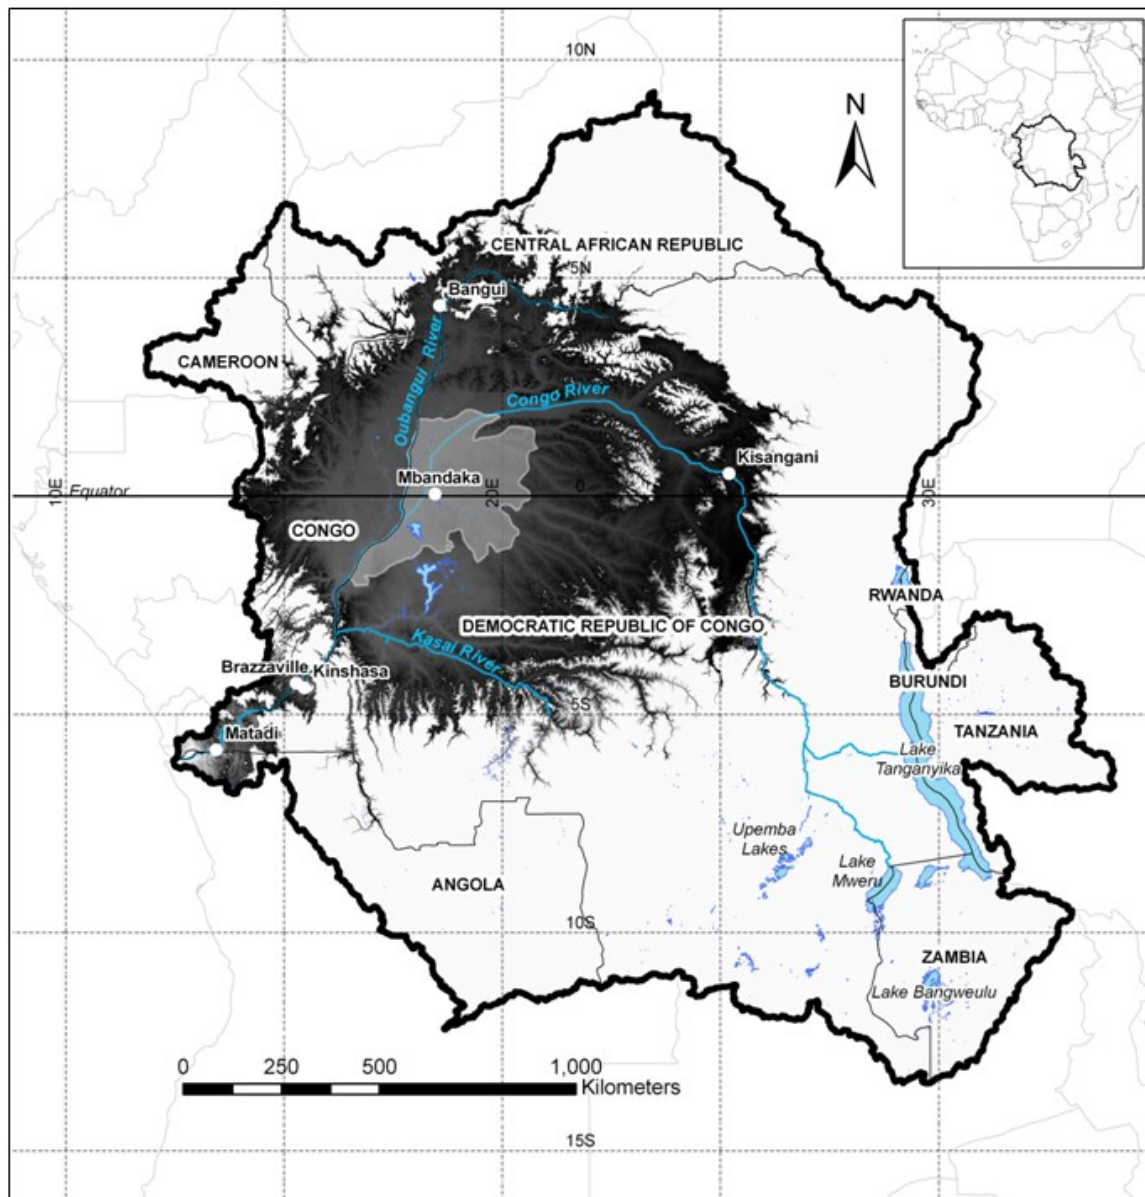 10N
N
CENTRAL AFRICAN REPUBLIC
5N
Bangui
CAMEROON
Oubangui River
Congo River
Kisangani
Mbandaka
10E
Equator
20E
0
30E
CONGO
RWANDA
DEMOCRATIC REPUBLIC OF CONGO
Kasai River
Brazzaville
Kinshasa
BURUNDI
5S
Matadi
TANZANIA
Lake
Tanganyika
Upemba
Lakes
Lake
Mweru
ANGOLA
10S
ZAMBIA
Lake Bangweulu
0 250 500 1,000
Kilometers
15S